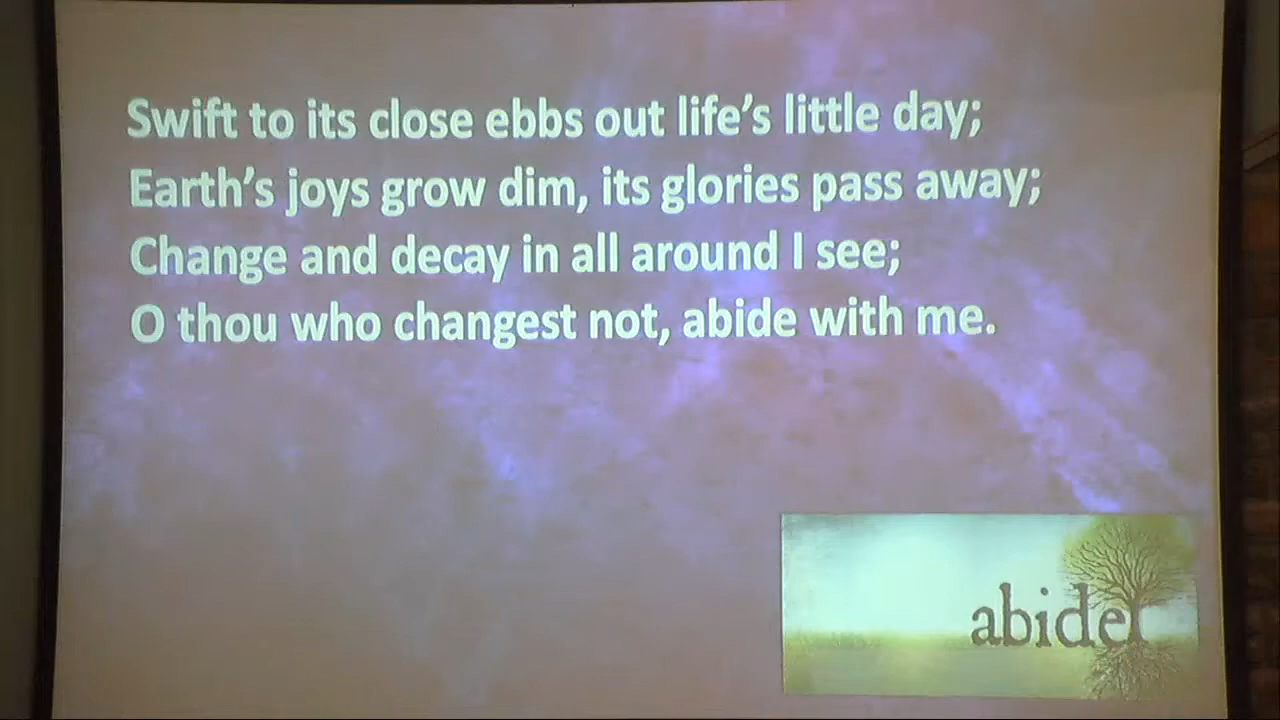 Swift to its close ebbs out life’s little day;
Earth’s joys grow dim, its glories pass away;
Change and decay in all around I see;
O thou who changest not, abide with me.
abide